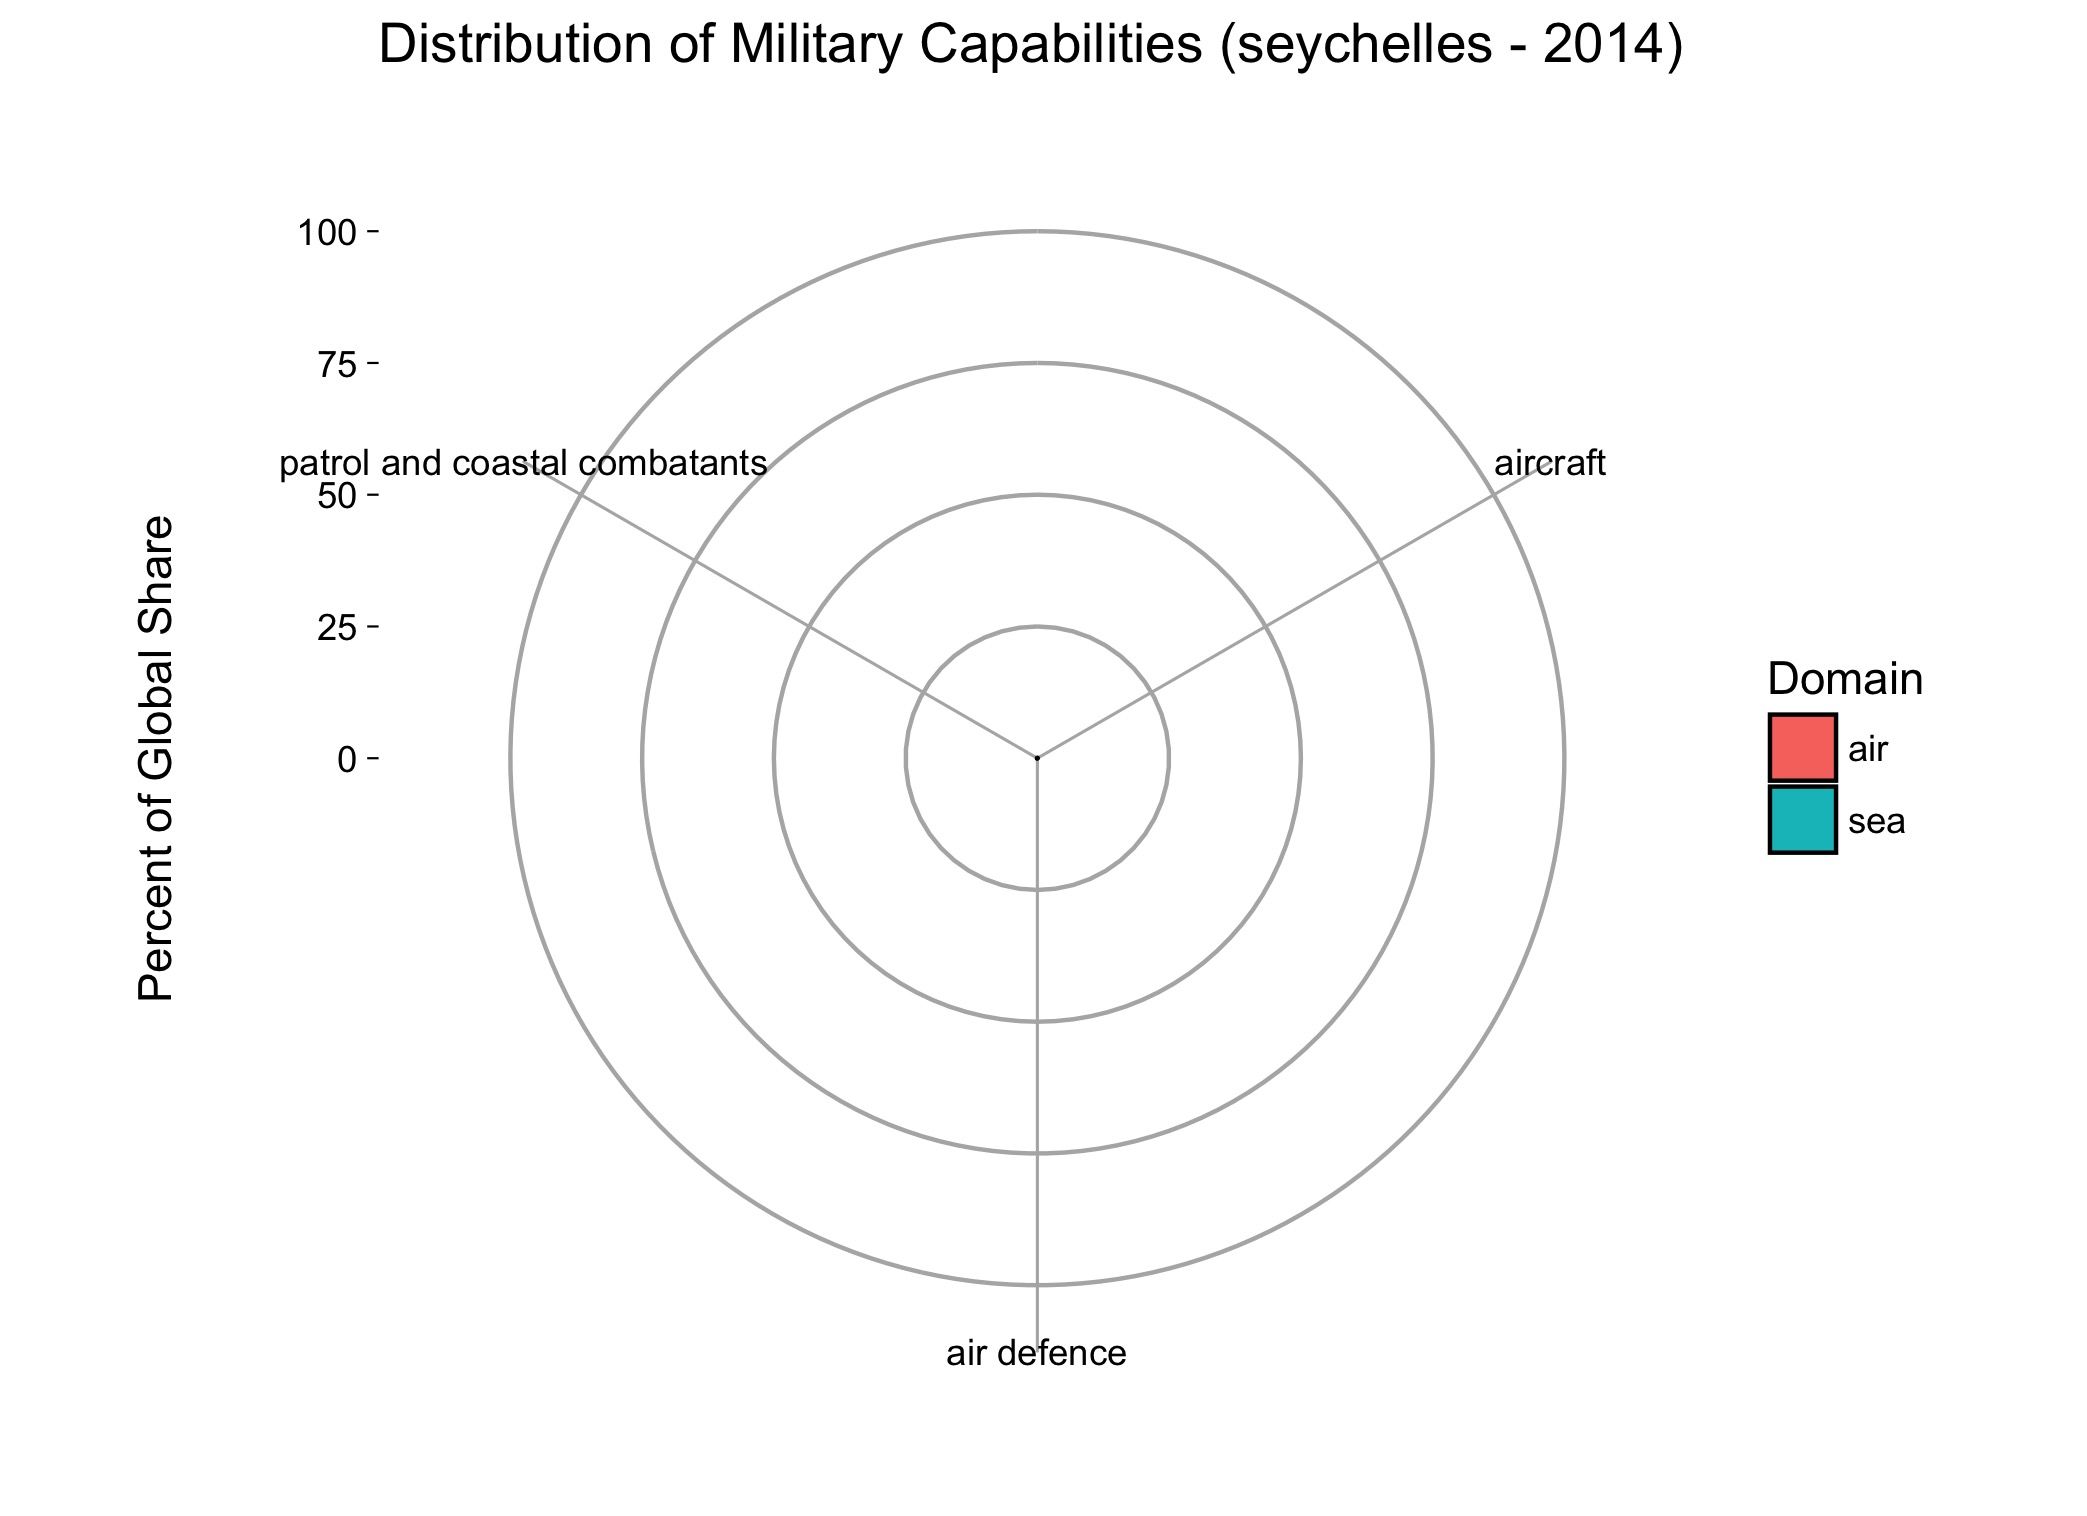 Distribution of Military Capabilities (seychelles - 2014)
Percent of Global Share
100
75
patrol and coastal combatants
aircraft
50
25
0
air defence
Domain
air
sea